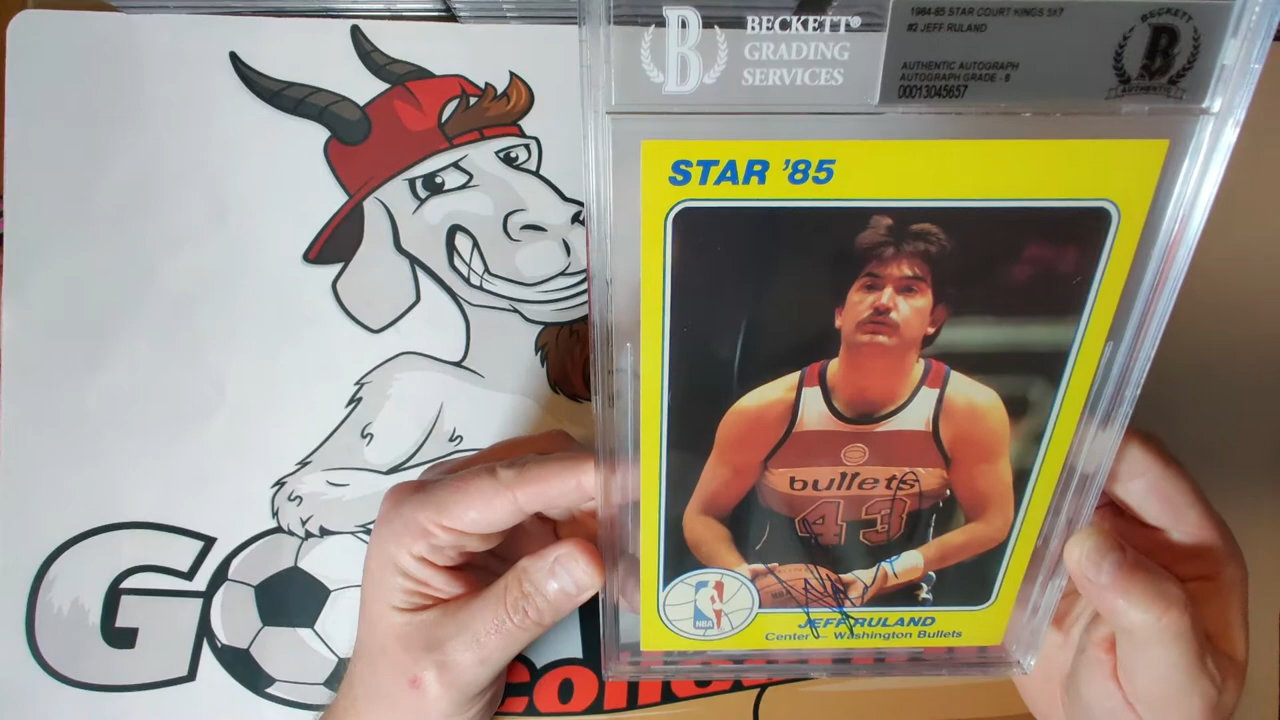 BECKETT®
GRADING
SERVICES
1984-85 STAR COURT KINGS 5X7
#2 JEFF RULAND
AUTHENTIC AUTOGRAPH
AUTOGRAPH GRADE - 8
00013045657
BECKETT
B
AUTHENTIC
B
STAR '85
bullets
43
NBA
JEFF RULAND
Center — Washington Bullets
GO